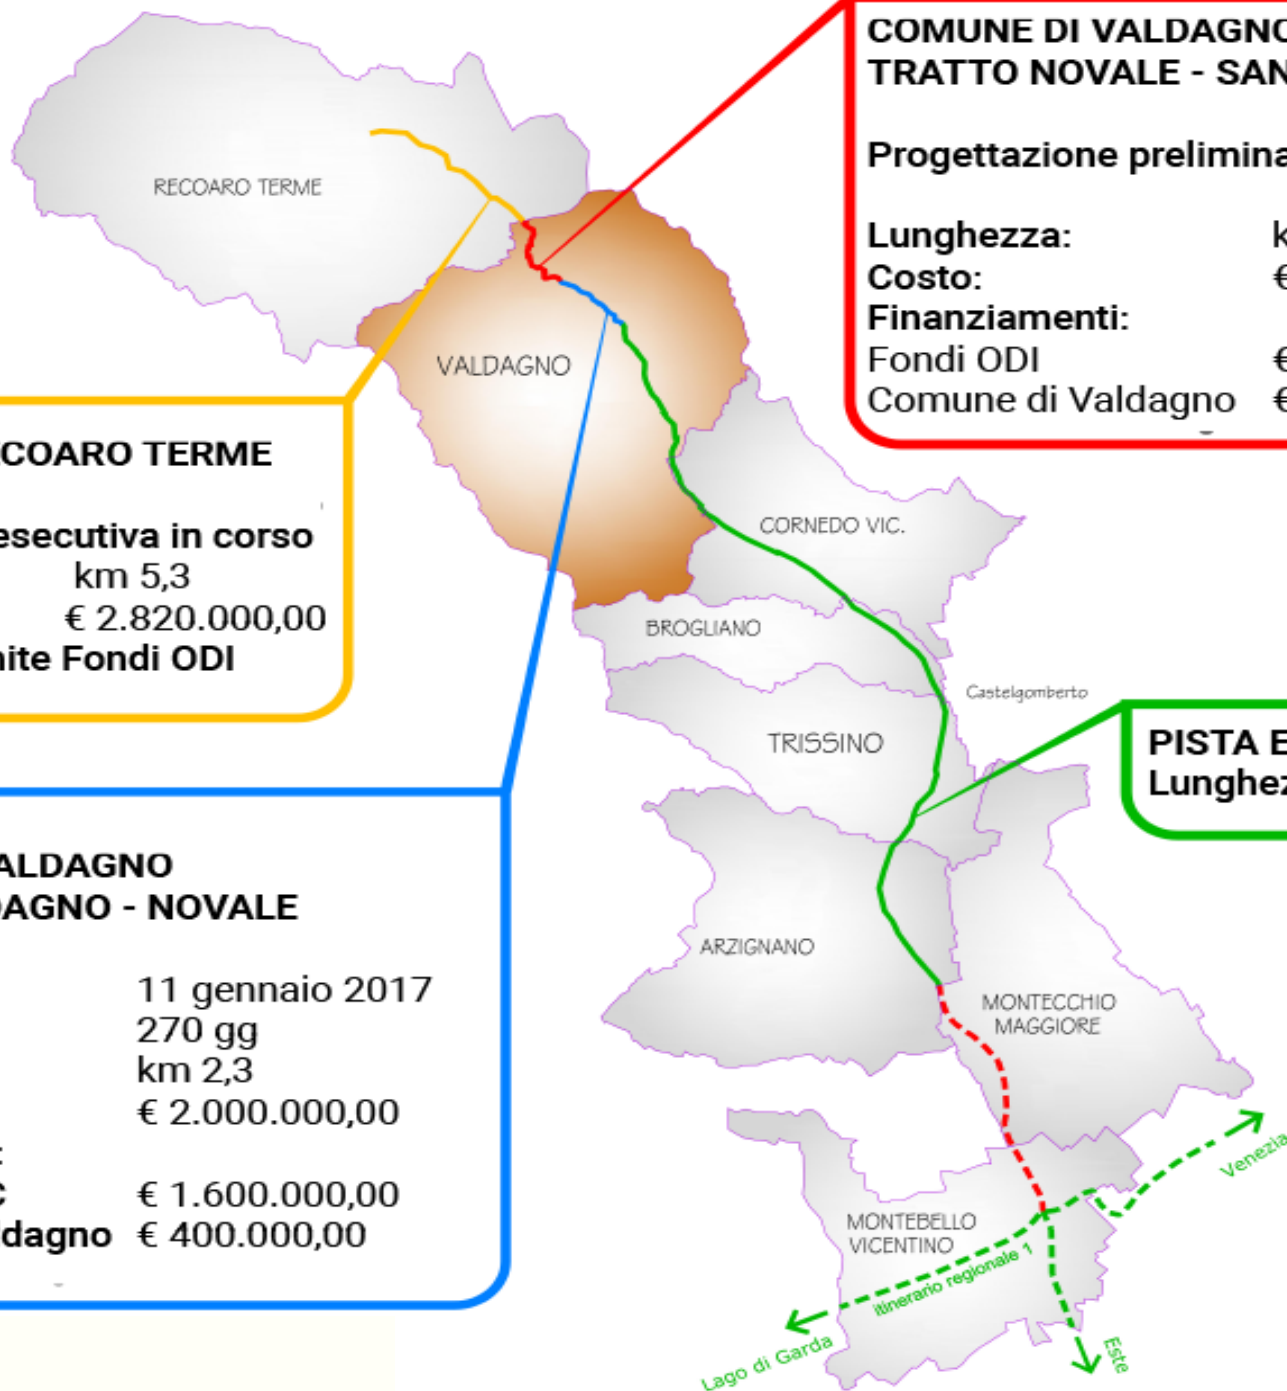 COMUNE DI VALDAGNO
TRATTO NOVALE - SAN
Progettazione prelimina
Lunghezza: k
Costo: €
Finanziamenti:
Fondi ODI €
Comune di Valdagno €
RECOARO TERME
VALDAGNO
COARO TERME
esecutiva in corso
km 5,3
€ 2.820.000,00
ite Fondi ODI
CORNEDO VIC.
BROGLIANO
Castelgomberto
TRISSINO
PISTA E
Lunghez
ALDAGNO
DAGNO - NOVALE
11 gennaio 2017
270 gg
km 2,3
€ 2.000.000,00
€ 1.600.000,00
ldagno € 400.000,00
ARZIGNANO
MONTECCHIO
MAGGIORE
Venezia
MONTEBELLO
VICENTINO
itinerario regionale 1
Lago di Garda
Este